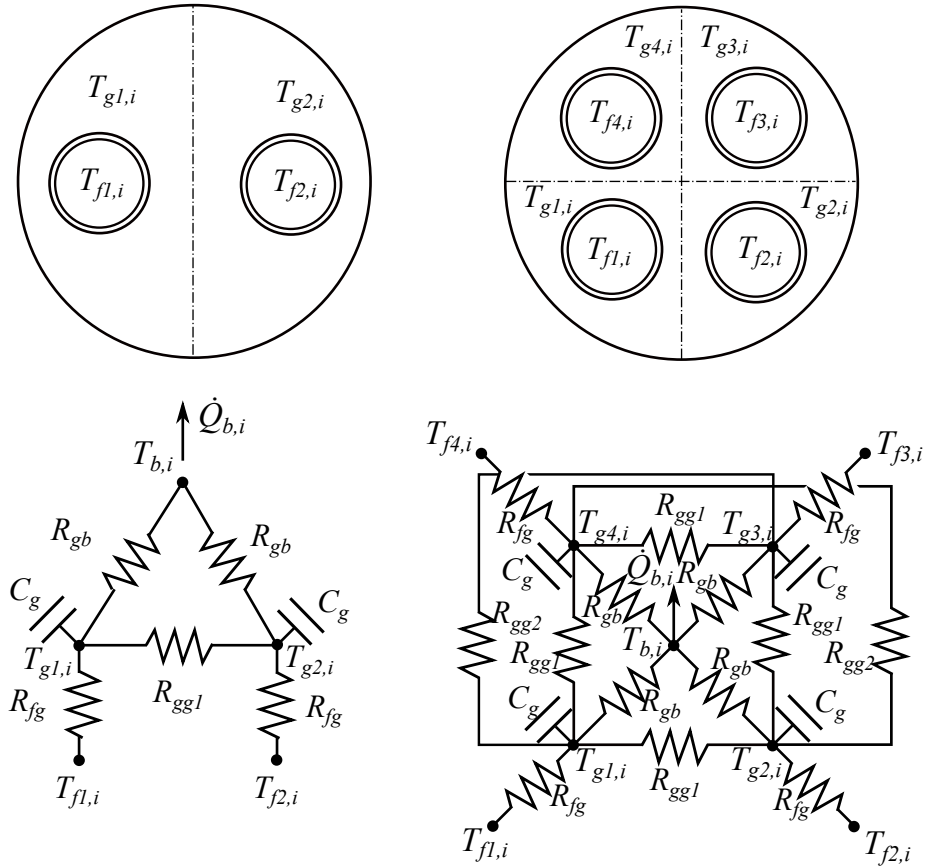 T_{g4,i} T_{g3,i}
T_{g1,i} T_{g2,i}
T_{f4,i} T_{f3,i}
T_{f1,i} T_{f2,i}
T_{g1,i} T_{g2,i}
T_{f1,i} T_{f2,i}
Q̇_{b,i}
T_{b,i}
R_{gb} R_{gb}
C_g C_g
T_{g1,i} T_{g2,i}
R_{fg} R_{gg1} R_{fg}
T_{f1,i} T_{f2,i}
T_{f4,i} T_{f3,i}
R_{fg} T_{g4,i} R_{gg1} T_{g3,i} R_{fg}
C_g Q̇_{b,i} R_{gb} C_g
R_{gg2} R_{gb} R_{gg1}
R_{gg1} T_{b,i} R_{gb} R_{gg2}
C_g R_{gb} C_g
T_{g1,i} R_{gg1} T_{g2,i}
R_{fg} R_{fg}
T_{f1,i} T_{f2,i}